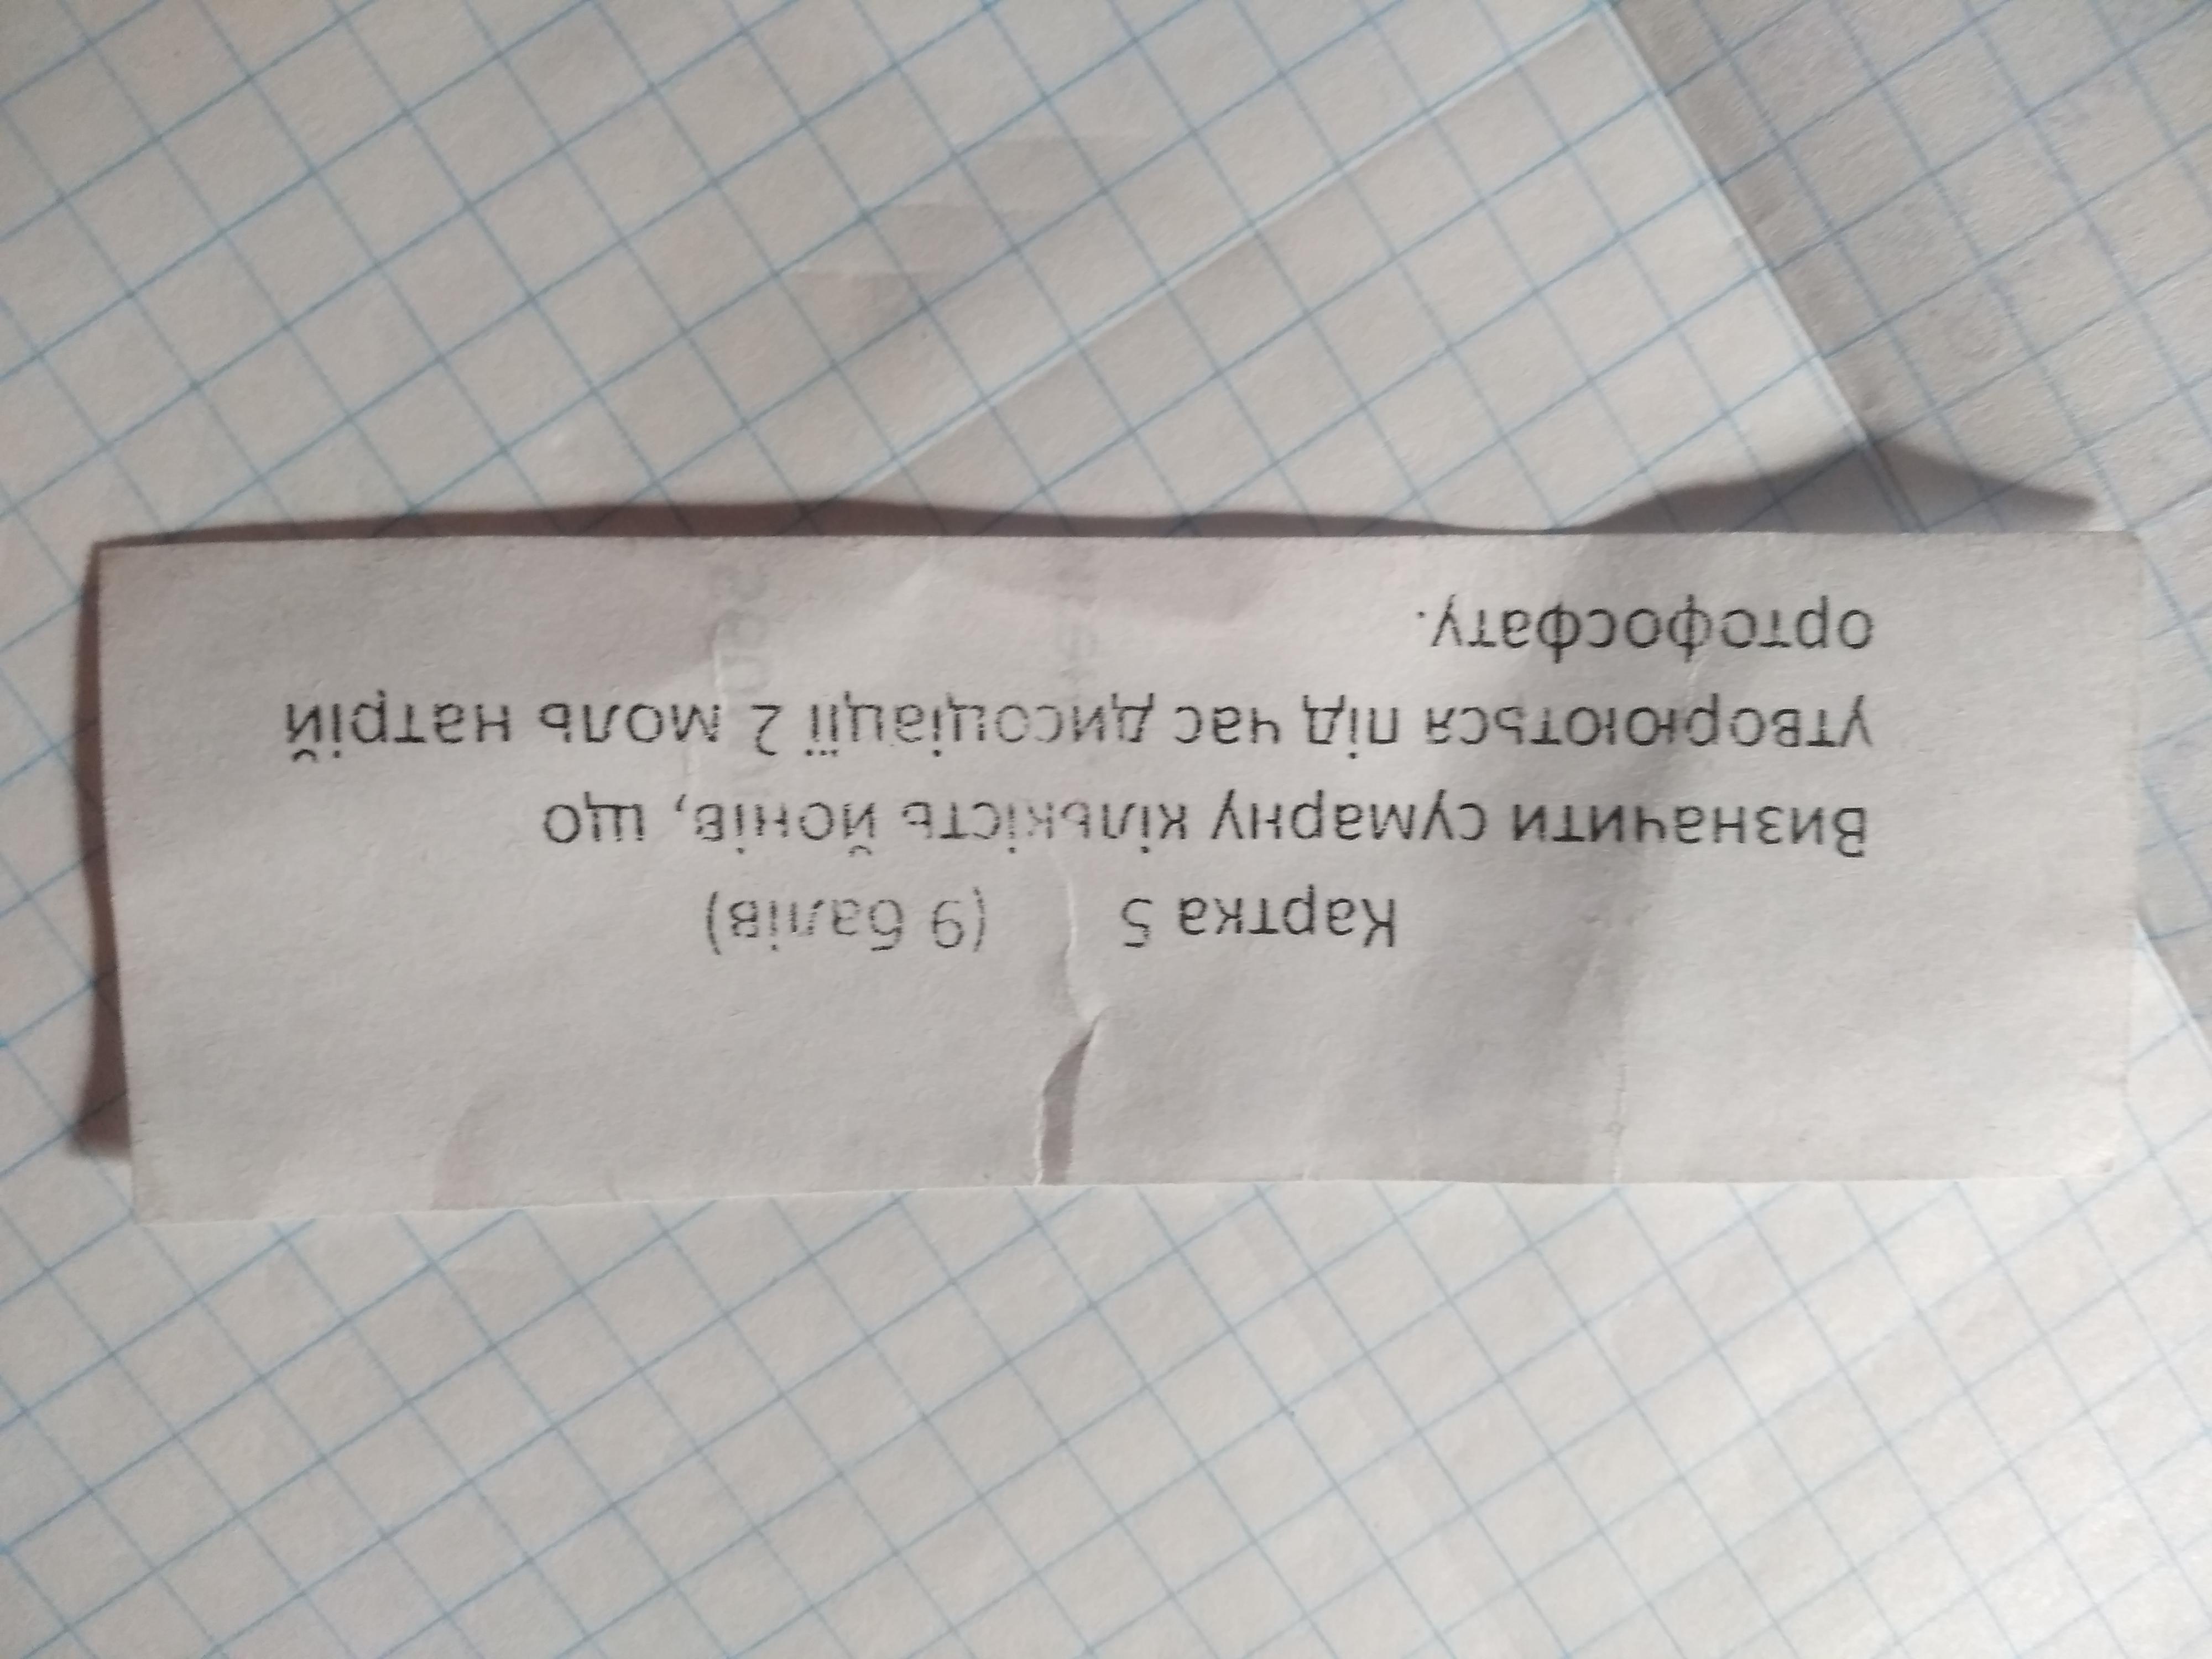 Картка 5 (9 балів)
Визначити сумарну кількість йонів, що
утворюються під час дисоціації 2 моль натрій
ортофосфату.